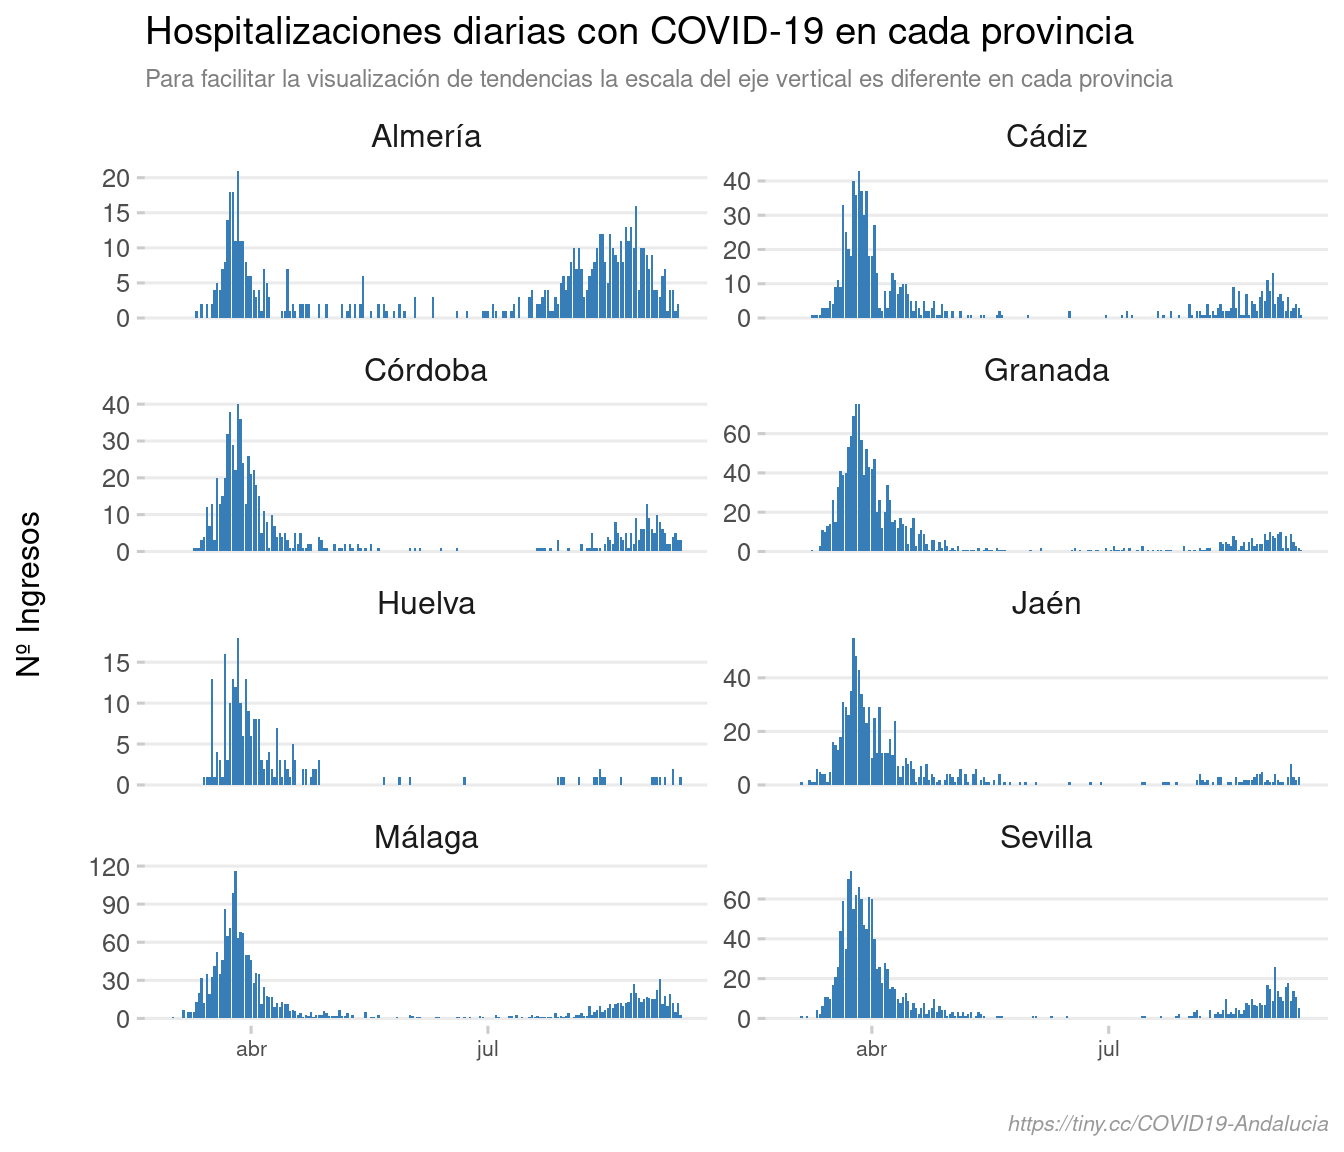 Hospitalizaciones diarias con COVID-19 en cada provincia
Para facilitar la visualización de tendencias la escala del eje vertical es diferente en cada provincia
Nº Ingresos
Almería
20
15
10
5
0
Cádiz
40
30
20
10
0
Córdoba
40
30
20
10
0
Granada
60
40
20
0
Huelva
15
10
5
0
Jaén
40
20
0
Málaga
120
90
60
30
0
abr jul
Sevilla
60
40
20
0
abr jul
https://tiny.cc/COVID19-Andalucia